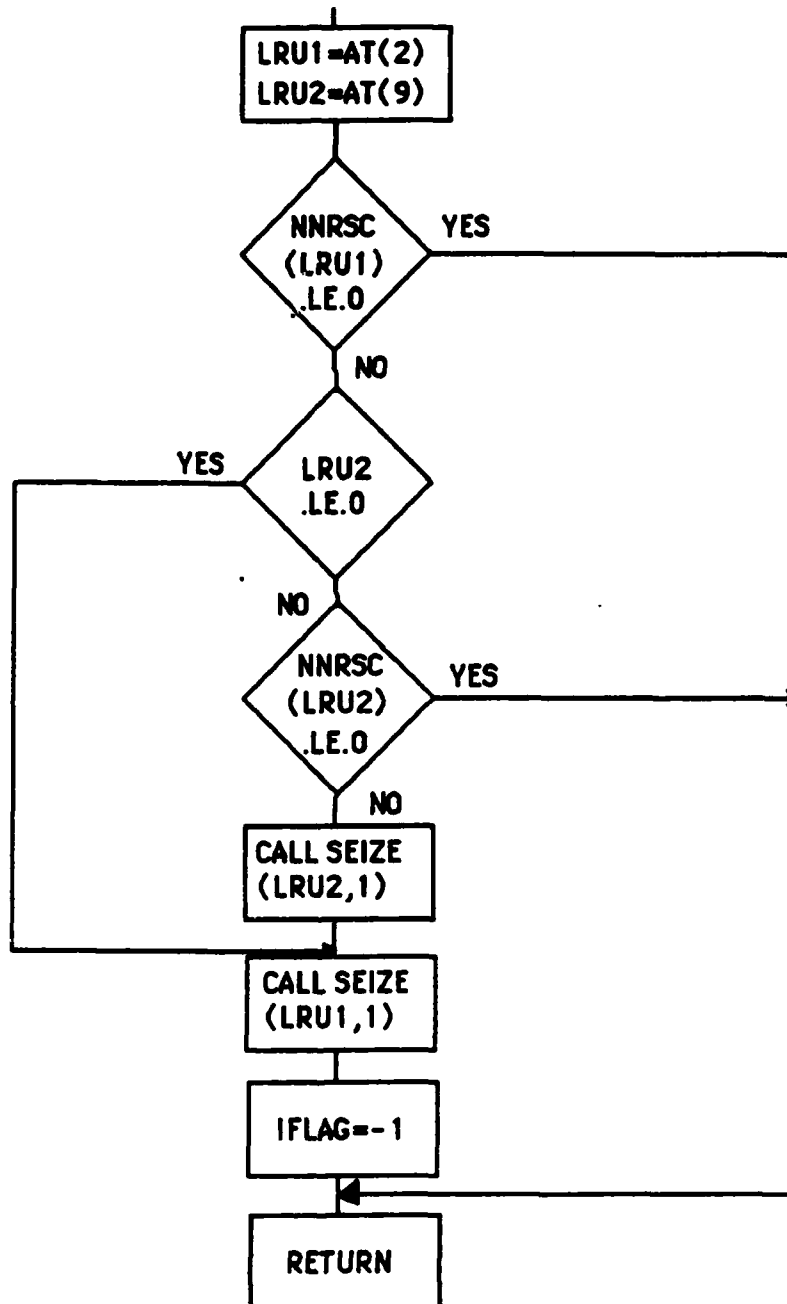 LRU1=AT(2)
LRU2=AT(9)
NNRSC
(LRU1)
.LE.0
YES
NO
LRU2
.LE.0
YES
NO
NNRSC
(LRU2)
.LE.0
YES
NO
CALL SEIZE
(LRU2,1)
CALL SEIZE
(LRU1,1)
IFLAG=-1
RETURN